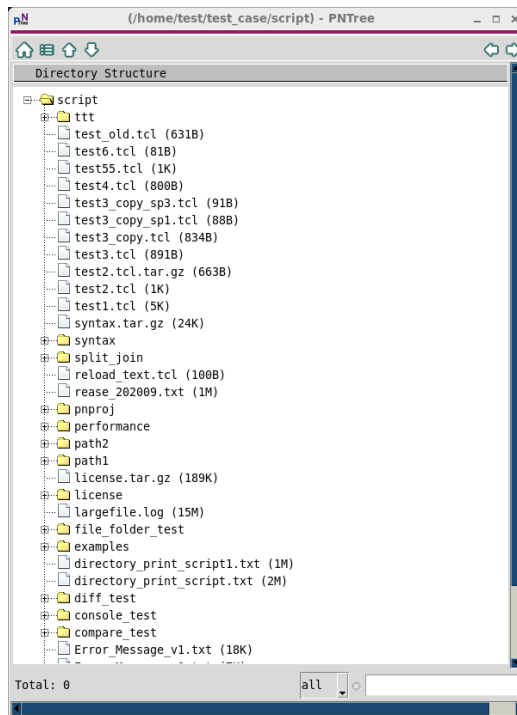 (/home/test/test_case/script) - PNTree
Directory Structure
script
ttt
test_old.tcl (631B)
test6.tcl (81B)
test55.tcl (1K)
test4.tcl (800B)
test3_copy_sp3.tcl (91B)
test3_copy_sp1.tcl (88B)
test3_copy.tcl (834B)
test3.tcl (891B)
test2.tcl.tar.gz (663B)
test2.tcl (1K)
test1.tcl (5K)
syntax.tar.gz (24K)
syntax
split_join
reload_text.tcl (100B)
rease_202009.txt (1M)
pnproj
performance
path2
path1
license.tar.gz (189K)
license
largefile.log (15M)
file_folder_test
examples
directory_print_script1.txt (1M)
directory_print_script.txt (2M)
diff_test
console_test
compare_test
Error_Message_v1.txt (18K)
Total: 0
all